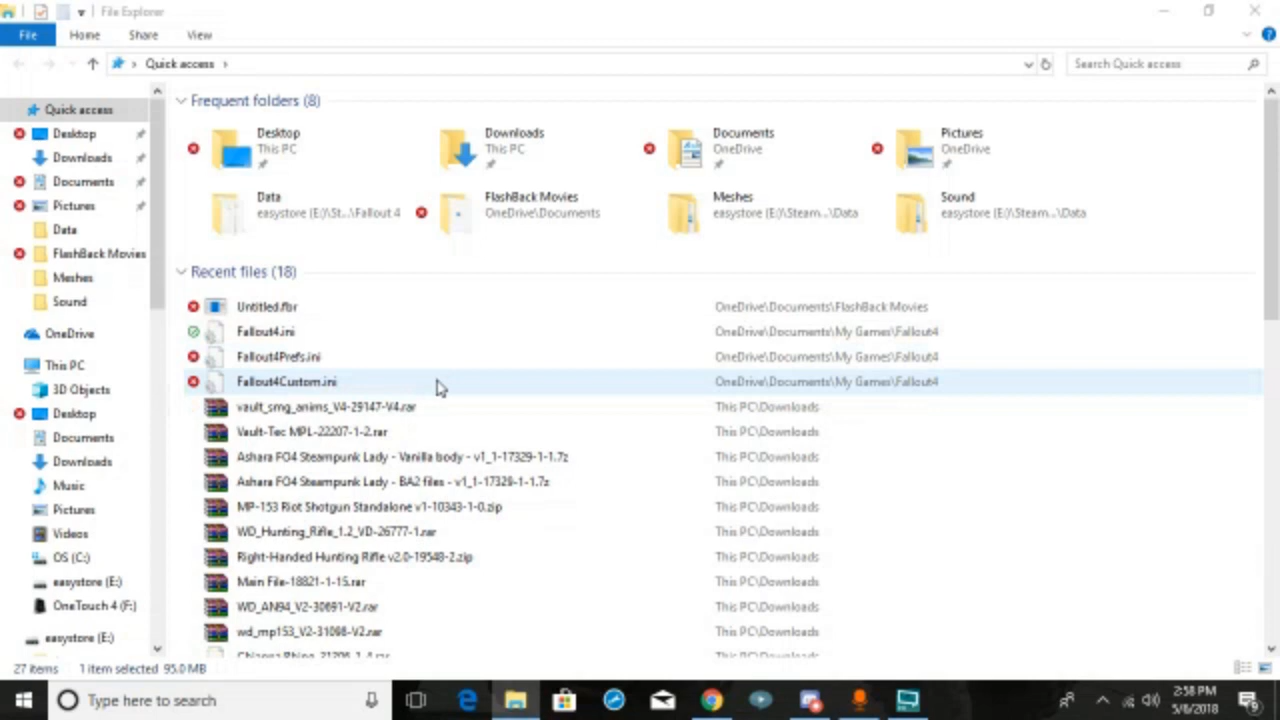 File Explorer
File Home Share View
Quick access
Search Quick access
Quick access
Desktop
Downloads
Documents
Pictures
Data
FlashBack Movies
Meshes
Sound
OneDrive
This PC
3D Objects
Desktop
Documents
Downloads
Music
Pictures
Videos
OS (C:)
easystore (E:)
OneTouch 4 (F:)
easystore (E:)
Frequent folders (8)
Desktop
This PC
Downloads
This PC
Documents
OneDrive
Pictures
OneDrive
Data
easystore (E:)\St...\Fallout 4
FlashBack Movies
OneDrive\Documents
Meshes
easystore (E:)\Steam...\Data
Sound
easystore (E:)\Steam...\Data
Recent files (18)
Untitled.fbr OneDrive\Documents\FlashBack Movies
Fallout4.ini OneDrive\Documents\My Games\Fallout4
Fallout4Prefs.ini OneDrive\Documents\My Games\Fallout4
Fallout4Custom.ini OneDrive\Documents\My Games\Fallout4
vault_smg_anims_V4-29147-V4.rar This PC\Downloads
Vault-Tec MPL-22207-1-2.rar This PC\Downloads
Ashara FO4 Steampunk Lady - Vanilla body - v1_1-17329-1-1.7z This PC\Downloads
Ashara FO4 Steampunk Lady - BA2 files - v1_1-17329-1-1.7z This PC\Downloads
MP-153 Riot Shotgun Standalone v1-10343-1-0.zip This PC\Downloads
WD_Hunting_Rifle_1.2_VD-26777-1.rar This PC\Downloads
Right-Handed Hunting Rifle v2.0-19548-2.zip This PC\Downloads
Main File-18821-1-15.rar This PC\Downloads
WD_AN94_V2-30691-V2.rar This PC\Downloads
wd_mp153_V2-31098-V2.rar This PC\Downloads
27 items 1 item selected 95.0 MB
Type here to search
2:58 PM
5/6/2018